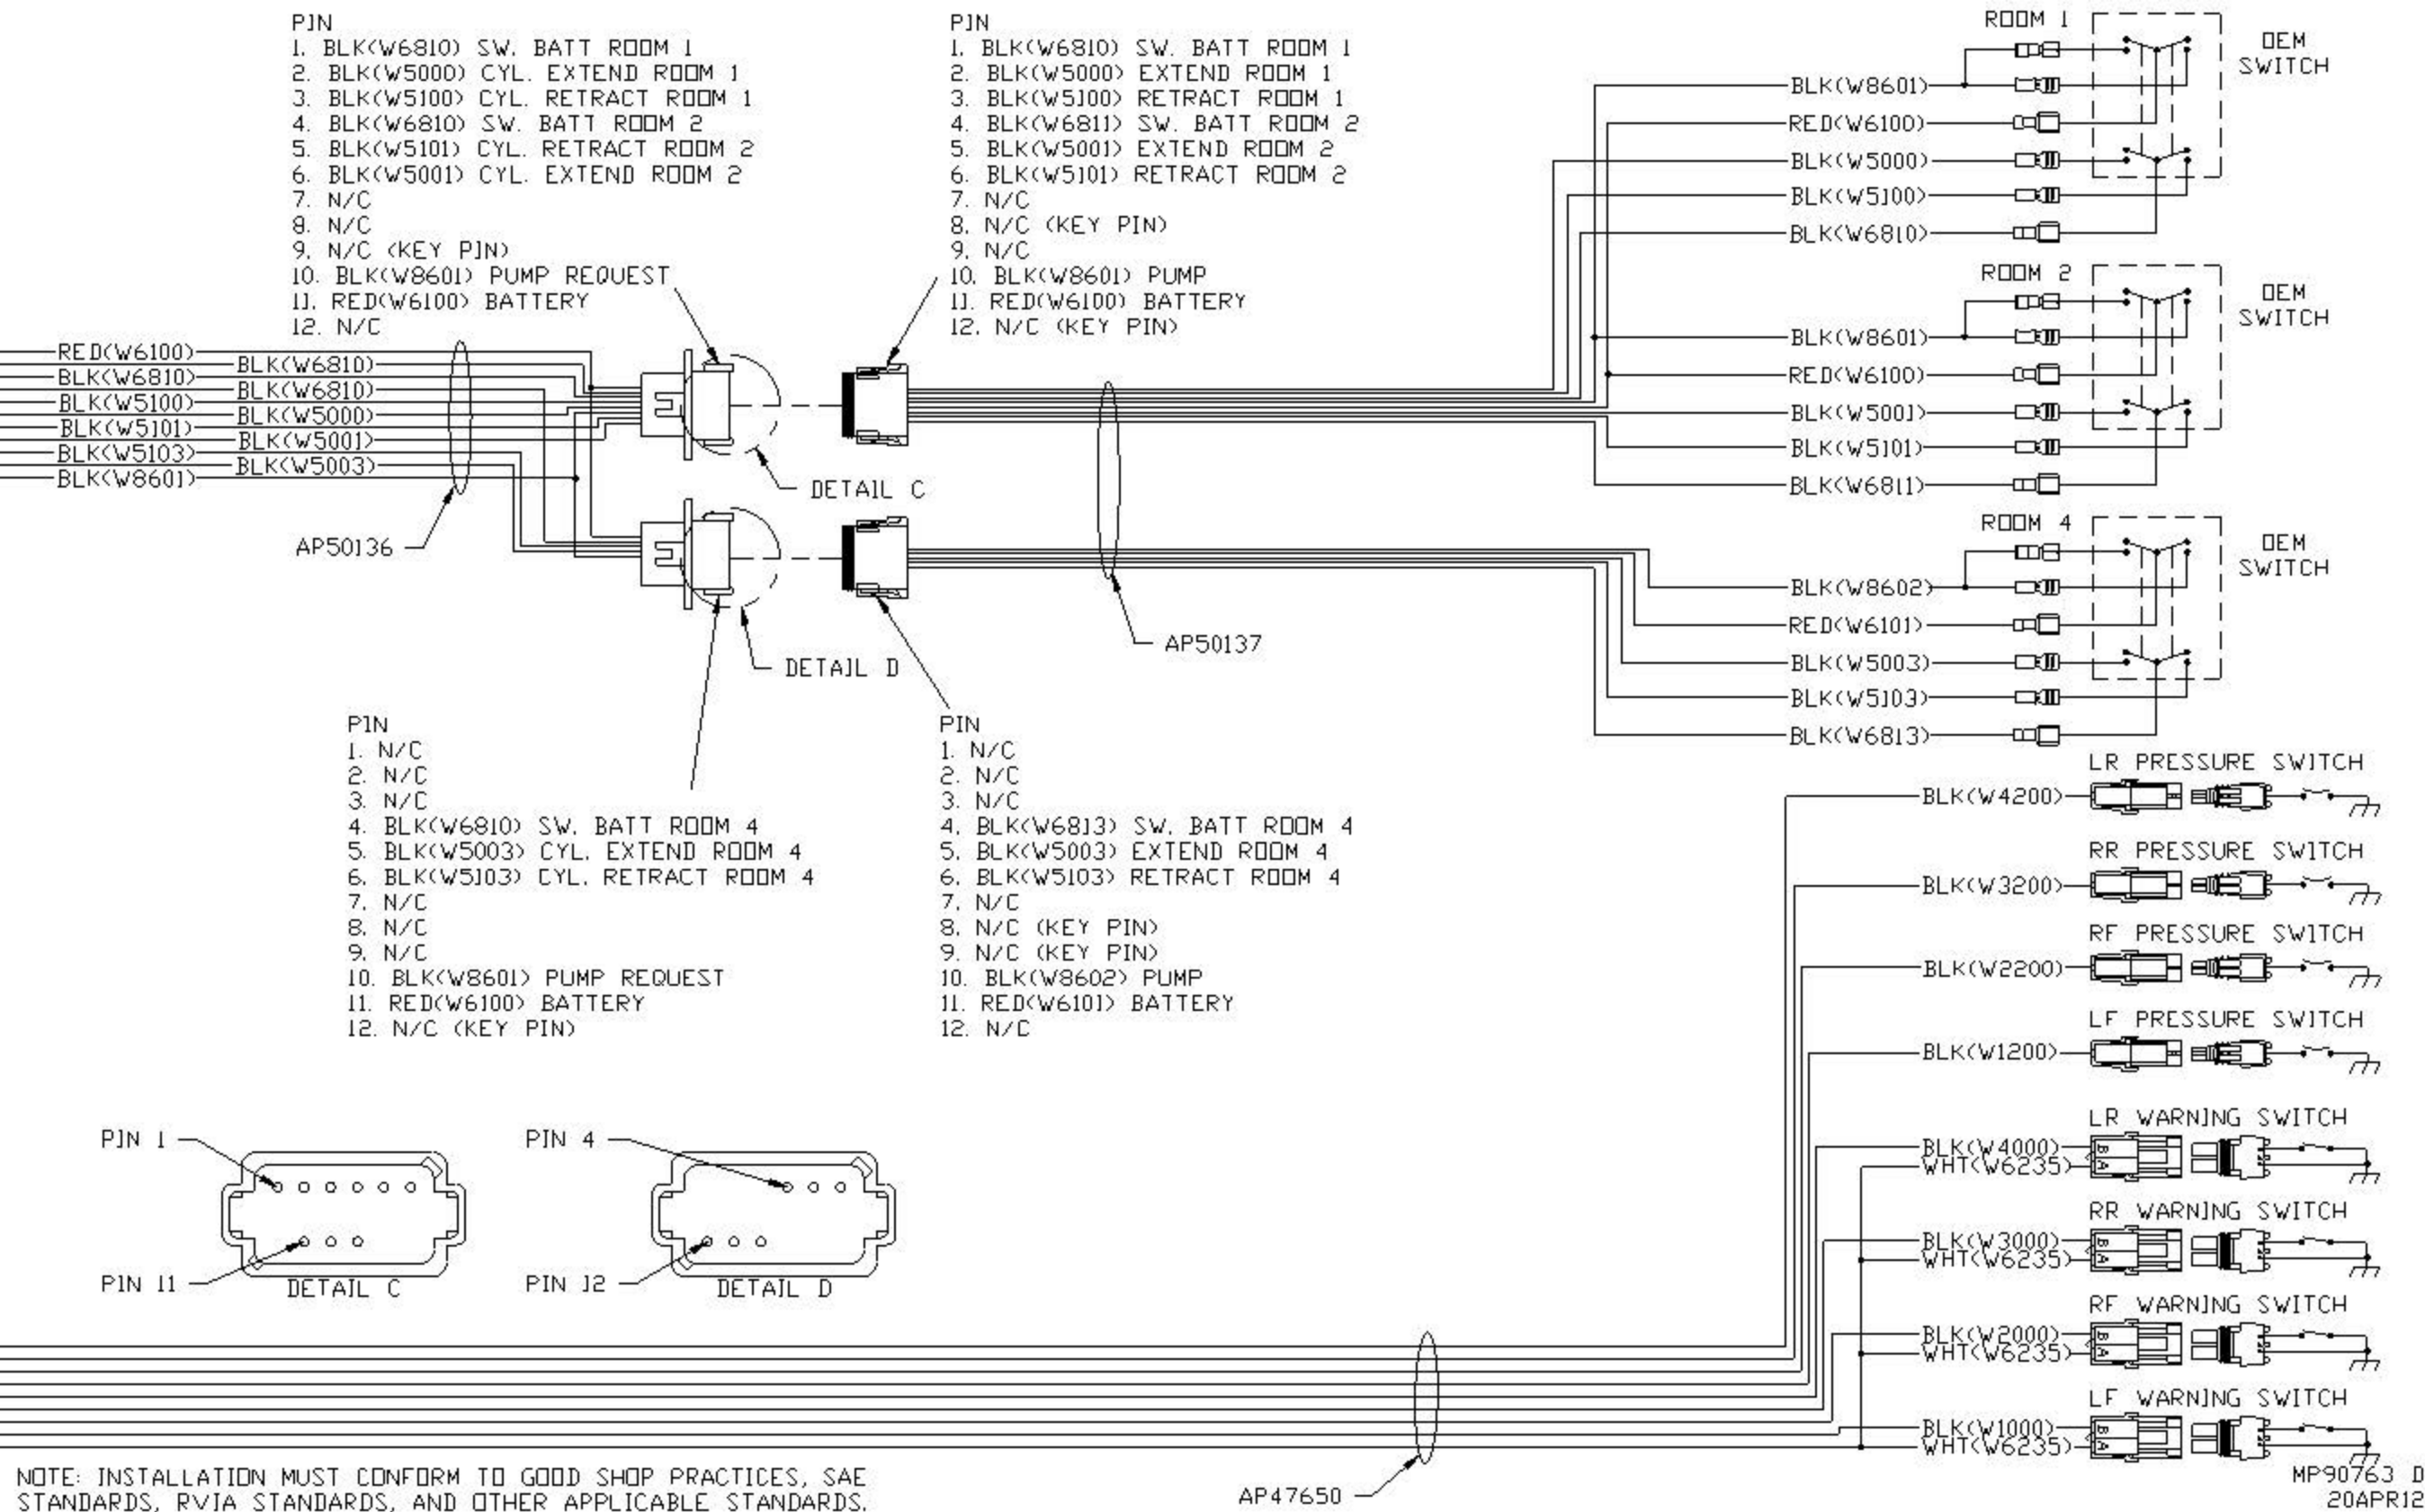 PIN
1. BLK(W6810) SW. BATT ROOM 1
2. BLK(W5000) CYL. EXTEND ROOM 1
3. BLK(W5100) CYL. RETRACT ROOM 1
4. BLK(W6810) SW. BATT ROOM 2
5. BLK(W5101) CYL. RETRACT ROOM 2
6. BLK(W5001) CYL. EXTEND ROOM 2
7. N/C
8. N/C
9. N/C (KEY PIN)
10. BLK(W8601) PUMP REQUEST
11. RED(W6100) BATTERY
12. N/C
PIN
1. BLK(W6810) SW. BATT ROOM 1
2. BLK(W5000) EXTEND ROOM 1
3. BLK(W5100) RETRACT ROOM 1
4. BLK(W6811) SW. BATT ROOM 2
5. BLK(W5001) EXTEND ROOM 2
6. BLK(W5101) RETRACT ROOM 2
7. N/C
8. N/C (KEY PIN)
9. N/C
10. BLK(W8601) PUMP
11. RED(W6100) BATTERY
12. N/C (KEY PIN)
ROOM 1
OEM
SWITCH
BLK(W8601)
RED(W6100)
BLK(W5000)
BLK(W5100)
BLK(W6810)
ROOM 2
OEM
SWITCH
BLK(W8601)
RED(W6100)
BLK(W5001)
BLK(W5101)
BLK(W6811)
ROOM 4
OEM
SWITCH
BLK(W8602)
RED(W6101)
BLK(W5003)
BLK(W5103)
BLK(W6813)
RED(W6100)
BLK(W6810)
BLK(W6810)
BLK(W6810)
BLK(W5100)
BLK(W5000)
BLK(W5101)
BLK(W5001)
BLK(W5103)
BLK(W5003)
BLK(W8601)
DETAIL C
AP50136
AP50137
DETAIL D
PIN
1. N/C
2. N/C
3. N/C
4. BLK(W6810) SW. BATT ROOM 4
5. BLK(W5003) CYL. EXTEND ROOM 4
6. BLK(W5103) CYL. RETRACT ROOM 4
7. N/C
8. N/C
9. N/C
10. BLK(W8601) PUMP REQUEST
11. RED(W6100) BATTERY
12. N/C (KEY PIN)
PIN
1. N/C
2. N/C
3. N/C
4. BLK(W6813) SW. BATT ROOM 4
5. BLK(W5003) EXTEND ROOM 4
6. BLK(W5103) RETRACT ROOM 4
7. N/C
8. N/C (KEY PIN)
9. N/C (KEY PIN)
10. BLK(W8602) PUMP
11. RED(W6101) BATTERY
12. N/C
LR PRESSURE SWITCH
BLK(W4200)
RR PRESSURE SWITCH
BLK(W3200)
RF PRESSURE SWITCH
BLK(W2200)
LF PRESSURE SWITCH
BLK(W1200)
LR WARNING SWITCH
BLK(W4000)
B
WHT(W6235)
A
RR WARNING SWITCH
BLK(W3000)
B
WHT(W6235)
A
RF WARNING SWITCH
BLK(W2000)
B
WHT(W6235)
A
LF WARNING SWITCH
BLK(W1000)
B
WHT(W6235)
A
PIN 1
PIN 11
DETAIL C
PIN 4
PIN 12
DETAIL D
AP47650
NOTE: INSTALLATION MUST CONFORM TO GOOD SHOP PRACTICES, SAE
STANDARDS, RVIA STANDARDS, AND OTHER APPLICABLE STANDARDS.
MP90763 D
20APR12